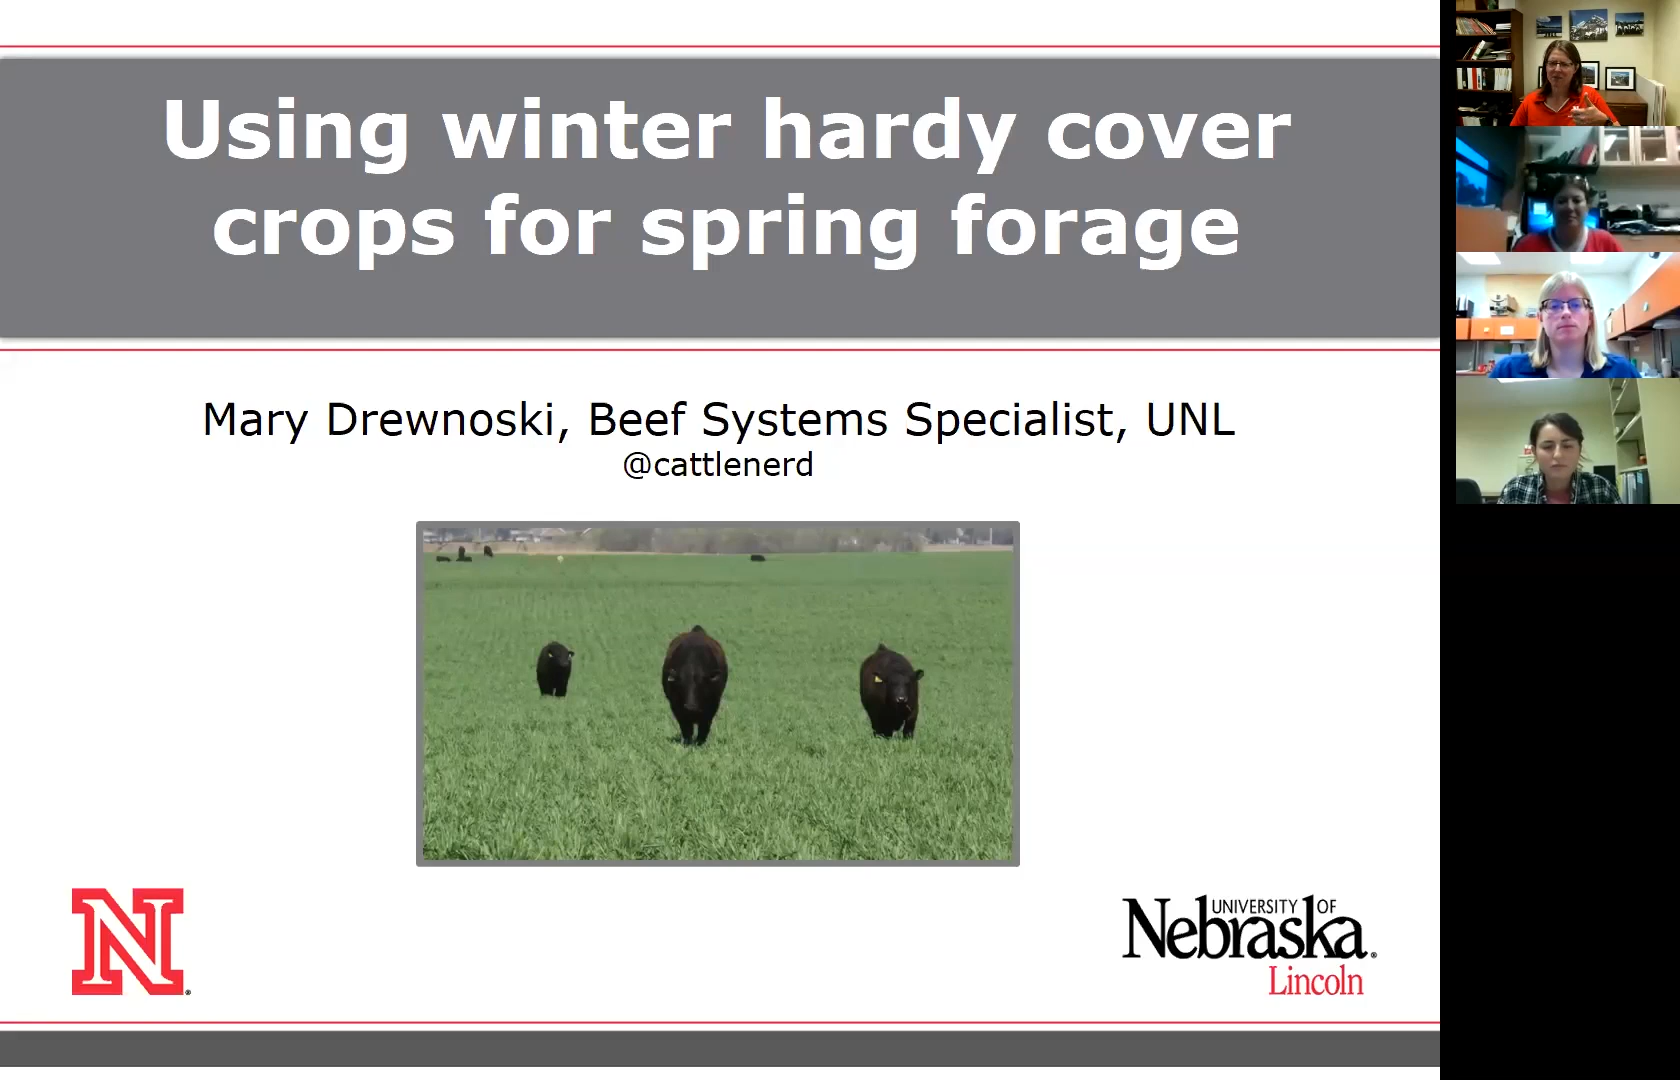 Using winter hardy cover
crops for spring forage
Mary Drewnoski, Beef Systems Specialist, UNL
@cattlenerd
N
UNIVERSITY OF
Nebraska
Lincoln